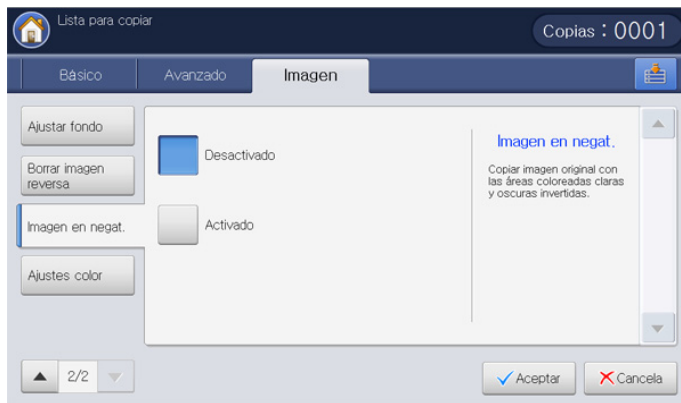 Lista para copiar
Copias : 0001
Básico
Avanzado
Imagen
Ajustar fondo
Borrar imagen
reversa
Imagen en negat.
Ajustes color
Desactivado
Activado
Imagen en negat.
Copiar imagen original con
las áreas coloreadas claras
y oscuras invertidas.
2/2
Aceptar
Cancela